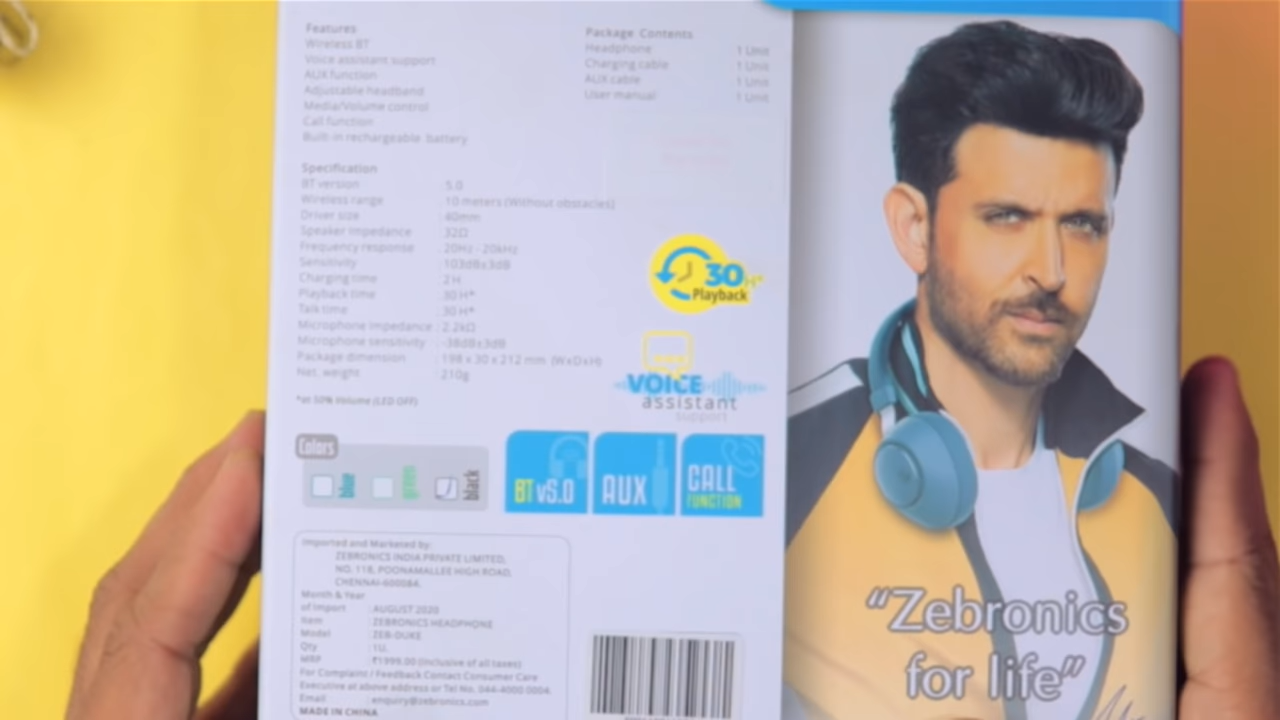 Features
Wireless BT
Voice assistant support
AUX function
Adjustable headband
Media/Volume control
Call function
Built-in rechargeable battery
Package Contents
Headphone 1 Unit
Charging cable 1 Unit
AUX cable 1 Unit
User manual 1 Unit
Specification
BT version : 5.0
Wireless range : 10 meters (Without obstacles)
Driver size : 40mm
Speaker impedance : 32Ω
Frequency response : 20Hz - 20kHz
Sensitivity : 103dB±3dB
Charging time : 2 H
Playback time : 30 H*
Talk time : 30 H*
Microphone impedance : 2.2kΩ
Microphone sensitivity : -38dB±3dB
Package dimension : 198 x 30 x 212 mm (WxDxH)
Net. weight : 210g
*at 50% Volume (LED OFF)
30H*
Playback
VOICE
assistant
support
Colors
blue
green
black
BT v5.0
AUX
CALL
FUNCTION
Imported and Marketed by:
ZEBRONICS INDIA PRIVATE LIMITED,
NO. 118, POONAMALLEE HIGH ROAD,
CHENNAI-600084.
Month & Year
of Import : AUGUST 2020
Item : ZEBRONICS HEADPHONE
Model : ZEB-DUKE
Qty : 1U.
MRP : ₹1999.00 (Inclusive of all taxes)
For Complaint / Feedback Contact Consumer Care
Executive at above address or Tel No. 044-4000 0004.
Email : enquiry@zebronics.com
MADE IN CHINA
“Zebronics
for life”